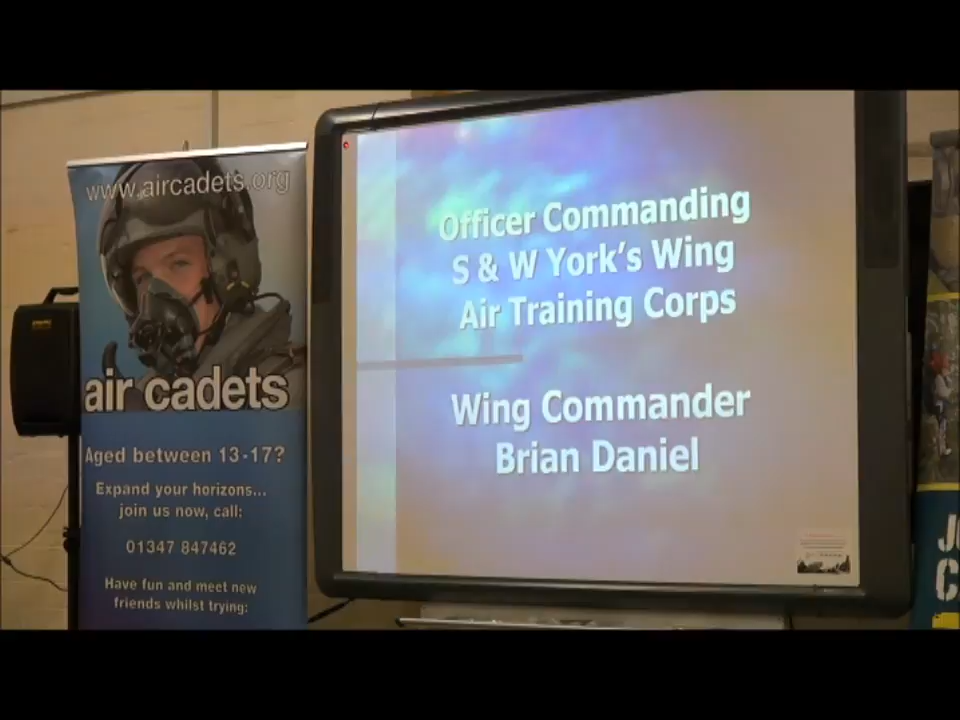 www.aircadets.org
air cadets
Aged between 13-17?
Expand your horizons...
join us now, call:
01347 847462
Have fun and meet new
friends whilst trying:
Officer Commanding
S & W York's Wing
Air Training Corps
Wing Commander
Brian Daniel